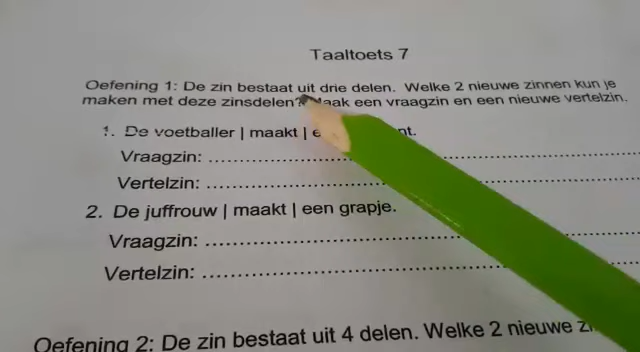 Taaltoets 7
Oefening 1: De zin bestaat uit drie delen. Welke 2 nieuwe zinnen kun je
maken met deze zinsdelen? Maak een vraagzin en een nieuwe vertelzin.
1. De voetballer | maakt |
Vraagzin:
Vertelzin:
2. De juffrouw | maakt | een grapje.
Vraagzin:
Vertelzin:
Oefening 2: De zin bestaat uit 4 delen. Welke 2 nieuwe